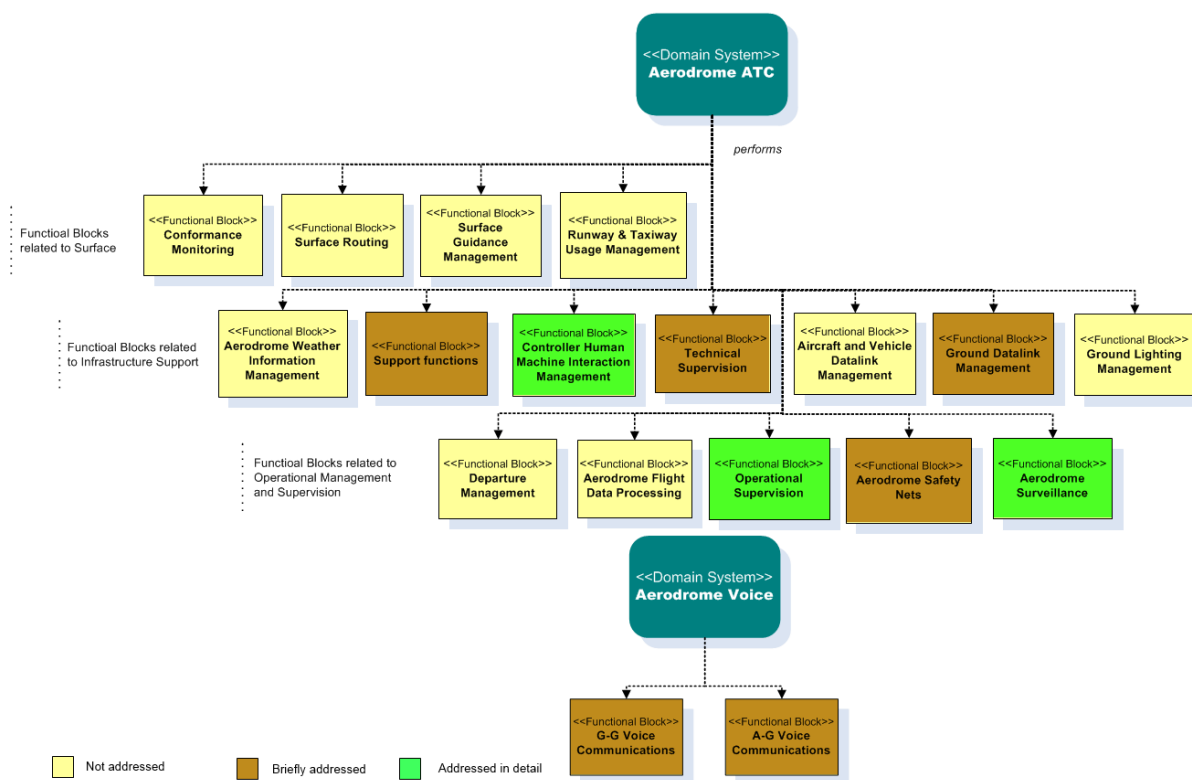 <<Domain System>>
Aerodrome ATC
performs
Functioal Blocks
related to Surface
<<Functional Block>>
Conformance
Monitoring
<<Functional Block>>
Surface Routing
<<Functional Block>>
Surface
Guidance
Management
<<Functional Block>>
Runway & Taxiway
Usage Management
Functioal Blocks related
to Infrastructure Support
<<Functional Block>>
Aerodrome Weather
Information
Management
<<Functional Block>>
Support functions
<<Functional Block>>
Controller Human
Machine Interaction
Management
<<Functional Block>>
Technical
Supervision
<<Functional Block>>
Aircraft and Vehicle
Datalink
Management
<<Functional Block>>
Ground Datalink
Management
<<Functional Block>>
Ground Lighting
Management
Functioal Blocks related to
Operational Management
and Supervision
<<Functional Block>>
Departure
Management
<<Functional Block>>
Aerodrome Flight
Data Processing
<<Functional Block>>
Operational
Supervision
<<Functional Block>>
Aerodrome Safety
Nets
<<Functional Block>>
Aerodrome
Surveillance
<<Domain System>>
Aerodrome Voice
<<Functional Block>>
G-G Voice
Communications
<<Functional Block>>
A-G Voice
Communications
Not addressed
Briefly addressed
Addressed in detail